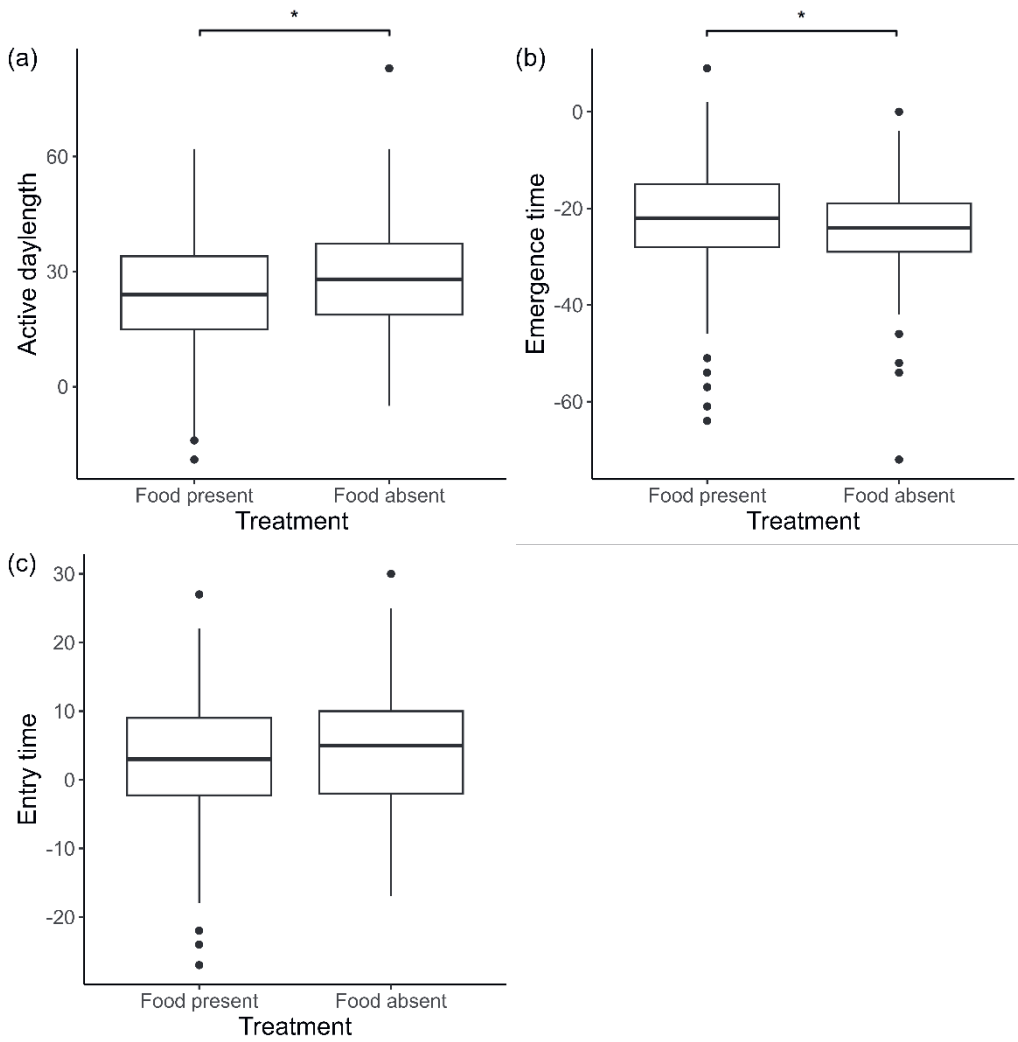 *
(a)
60
30
0
Active daylength
Food present
Food absent
Treatment
*
(b)
0
-20
-40
-60
Emergence time
Food present
Food absent
Treatment
(c)
30
20
10
0
-10
-20
Entry time
Food present
Food absent
Treatment